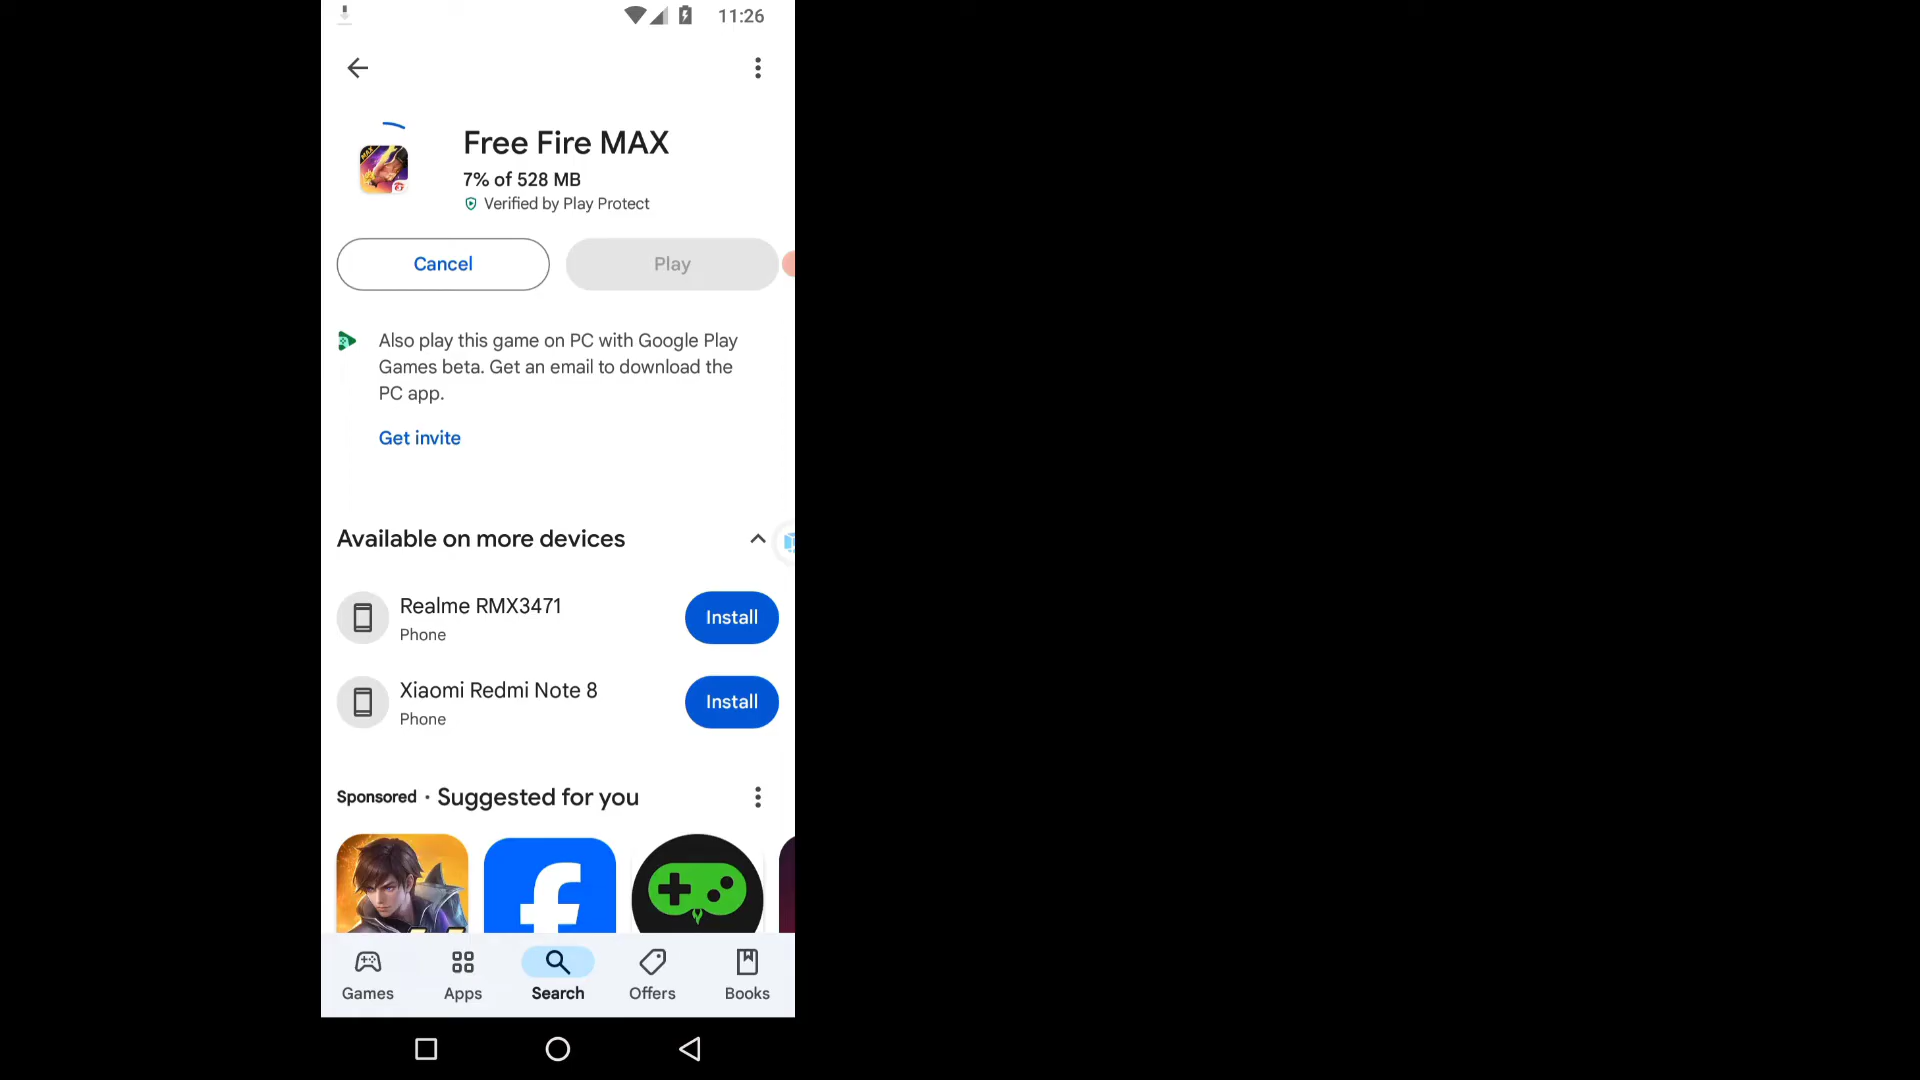 11:26
Free Fire MAX
MAX
7% of 528 MB
Verified by Play Protect
Cancel
Play
Also play this game on PC with Google Play
Games beta. Get an email to download the
PC app.
Get invite
Available on more devices
Realme RMX3471
Phone
Install
Xiaomi Redmi Note 8
Phone
Install
Sponsored · Suggested for you
Games
Apps
Search
Offers
Books